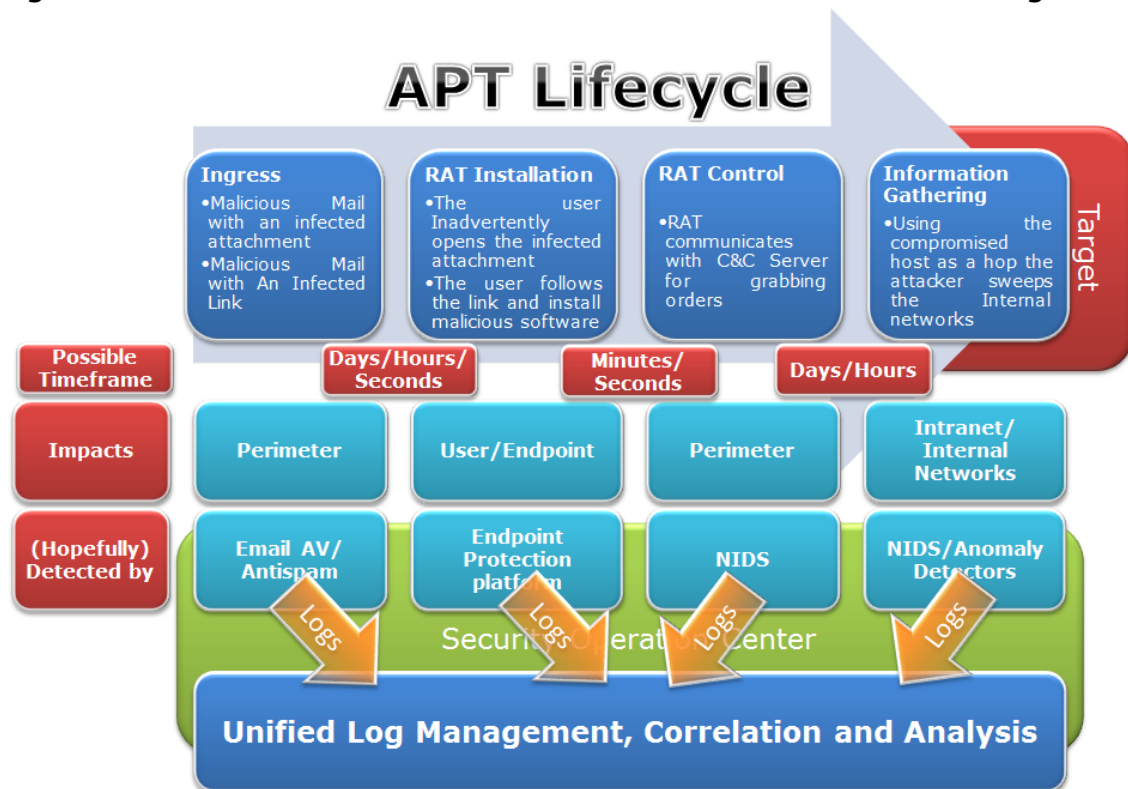 APT Lifecycle
Ingress
•Malicious Mail
with an infected
attachment
•Malicious Mail
with An Infected
Link
RAT Installation
•The user
Inadvertently
opens the infected
attachment
•The user follows
the link and install
malicious software
RAT Control
•RAT
communicates
with C&C Server
for grabbing
orders
Information
Gathering
•Using the
compromised
host as a hop the
attacker sweeps
the Internal
networks
Target
Possible
Timeframe
Days/Hours/
Seconds
Minutes/
Seconds
Days/Hours
Impacts
Perimeter
User/Endpoint
Perimeter
Intranet/
Internal
Networks
(Hopefully)
Detected by
Email AV/
Antispam
Endpoint
Protection
platform
NIDS
NIDS/Anomaly
Detectors
Logs
Logs
Logs
Logs
Security Operation Center
Unified Log Management, Correlation and Analysis